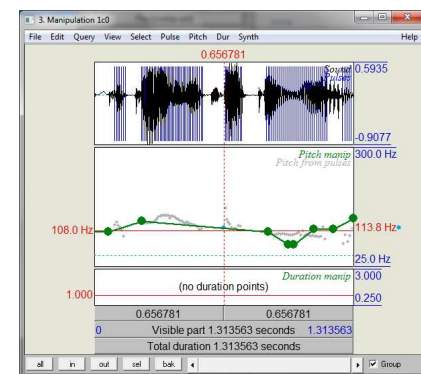 3. Manipulation 1c0
File Edit Query View Select Pulse Pitch Dur Synth Help
0.656781
Sound 0.5935
Pulses
-0.9077
Pitch manip 300.0 Hz
Pitch from pulses
108.0 Hz 113.8 Hz
25.0 Hz
Duration manip 3.000
(no duration points)
1.000 0.250
0.656781 0.656781
0 Visible part 1.313563 seconds 1.313563
Total duration 1.313563 seconds
all in out sel bak Group